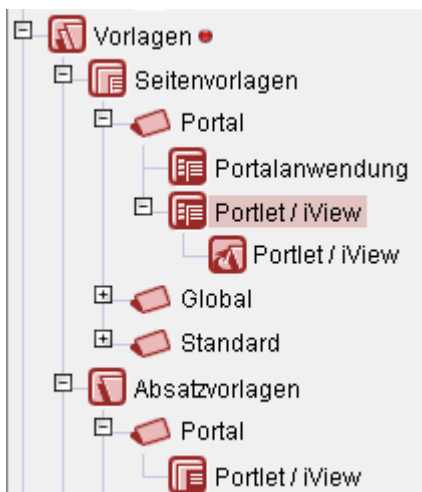 Vorlagen
Seitenvorlagen
Portal
Portalanwendung
Portlet / iView
Portlet / iView
Global
Standard
Absatzvorlagen
Portal
Portlet / iView